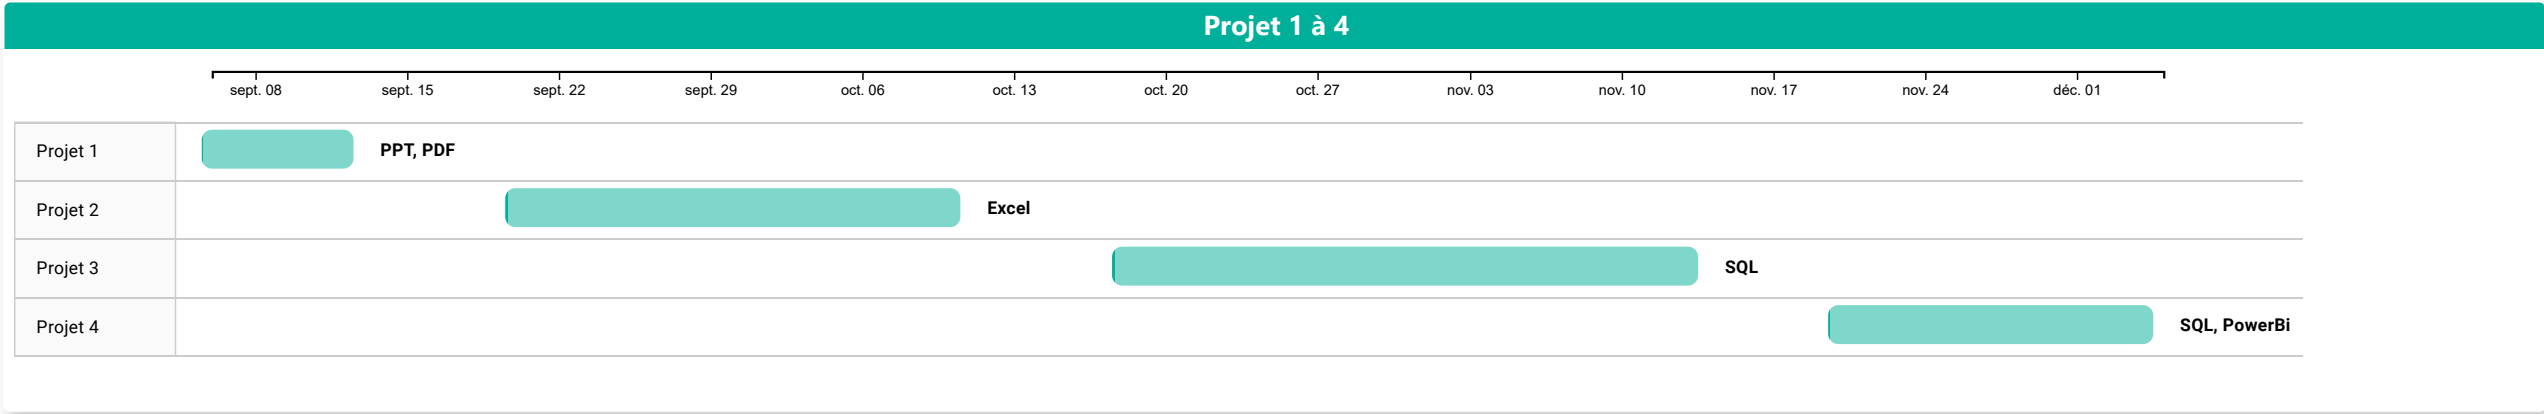 Projet 1 à 4
sept. 08 sept. 15 sept. 22 sept. 29 oct. 06 oct. 13 oct. 20 oct. 27 nov. 03 nov. 10 nov. 17 nov. 24 déc. 01
Projet 1 PPT, PDF
Projet 2 Excel
Projet 3 SQL
Projet 4 SQL, PowerBi